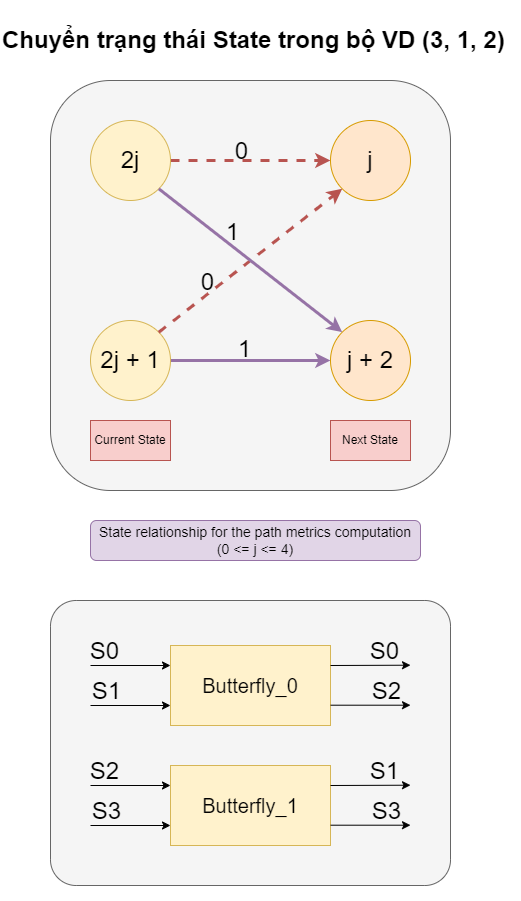 Chuyển trạng thái State trong bộ VD (3, 1, 2)
2j
0
j
1
0
2j + 1
1
j + 2
Current State
Next State
State relationship for the path metrics computation
(0 <= j <= 4)
S0
S0
Butterfly_0
S1
S2
S2
S1
Butterfly_1
S3
S3